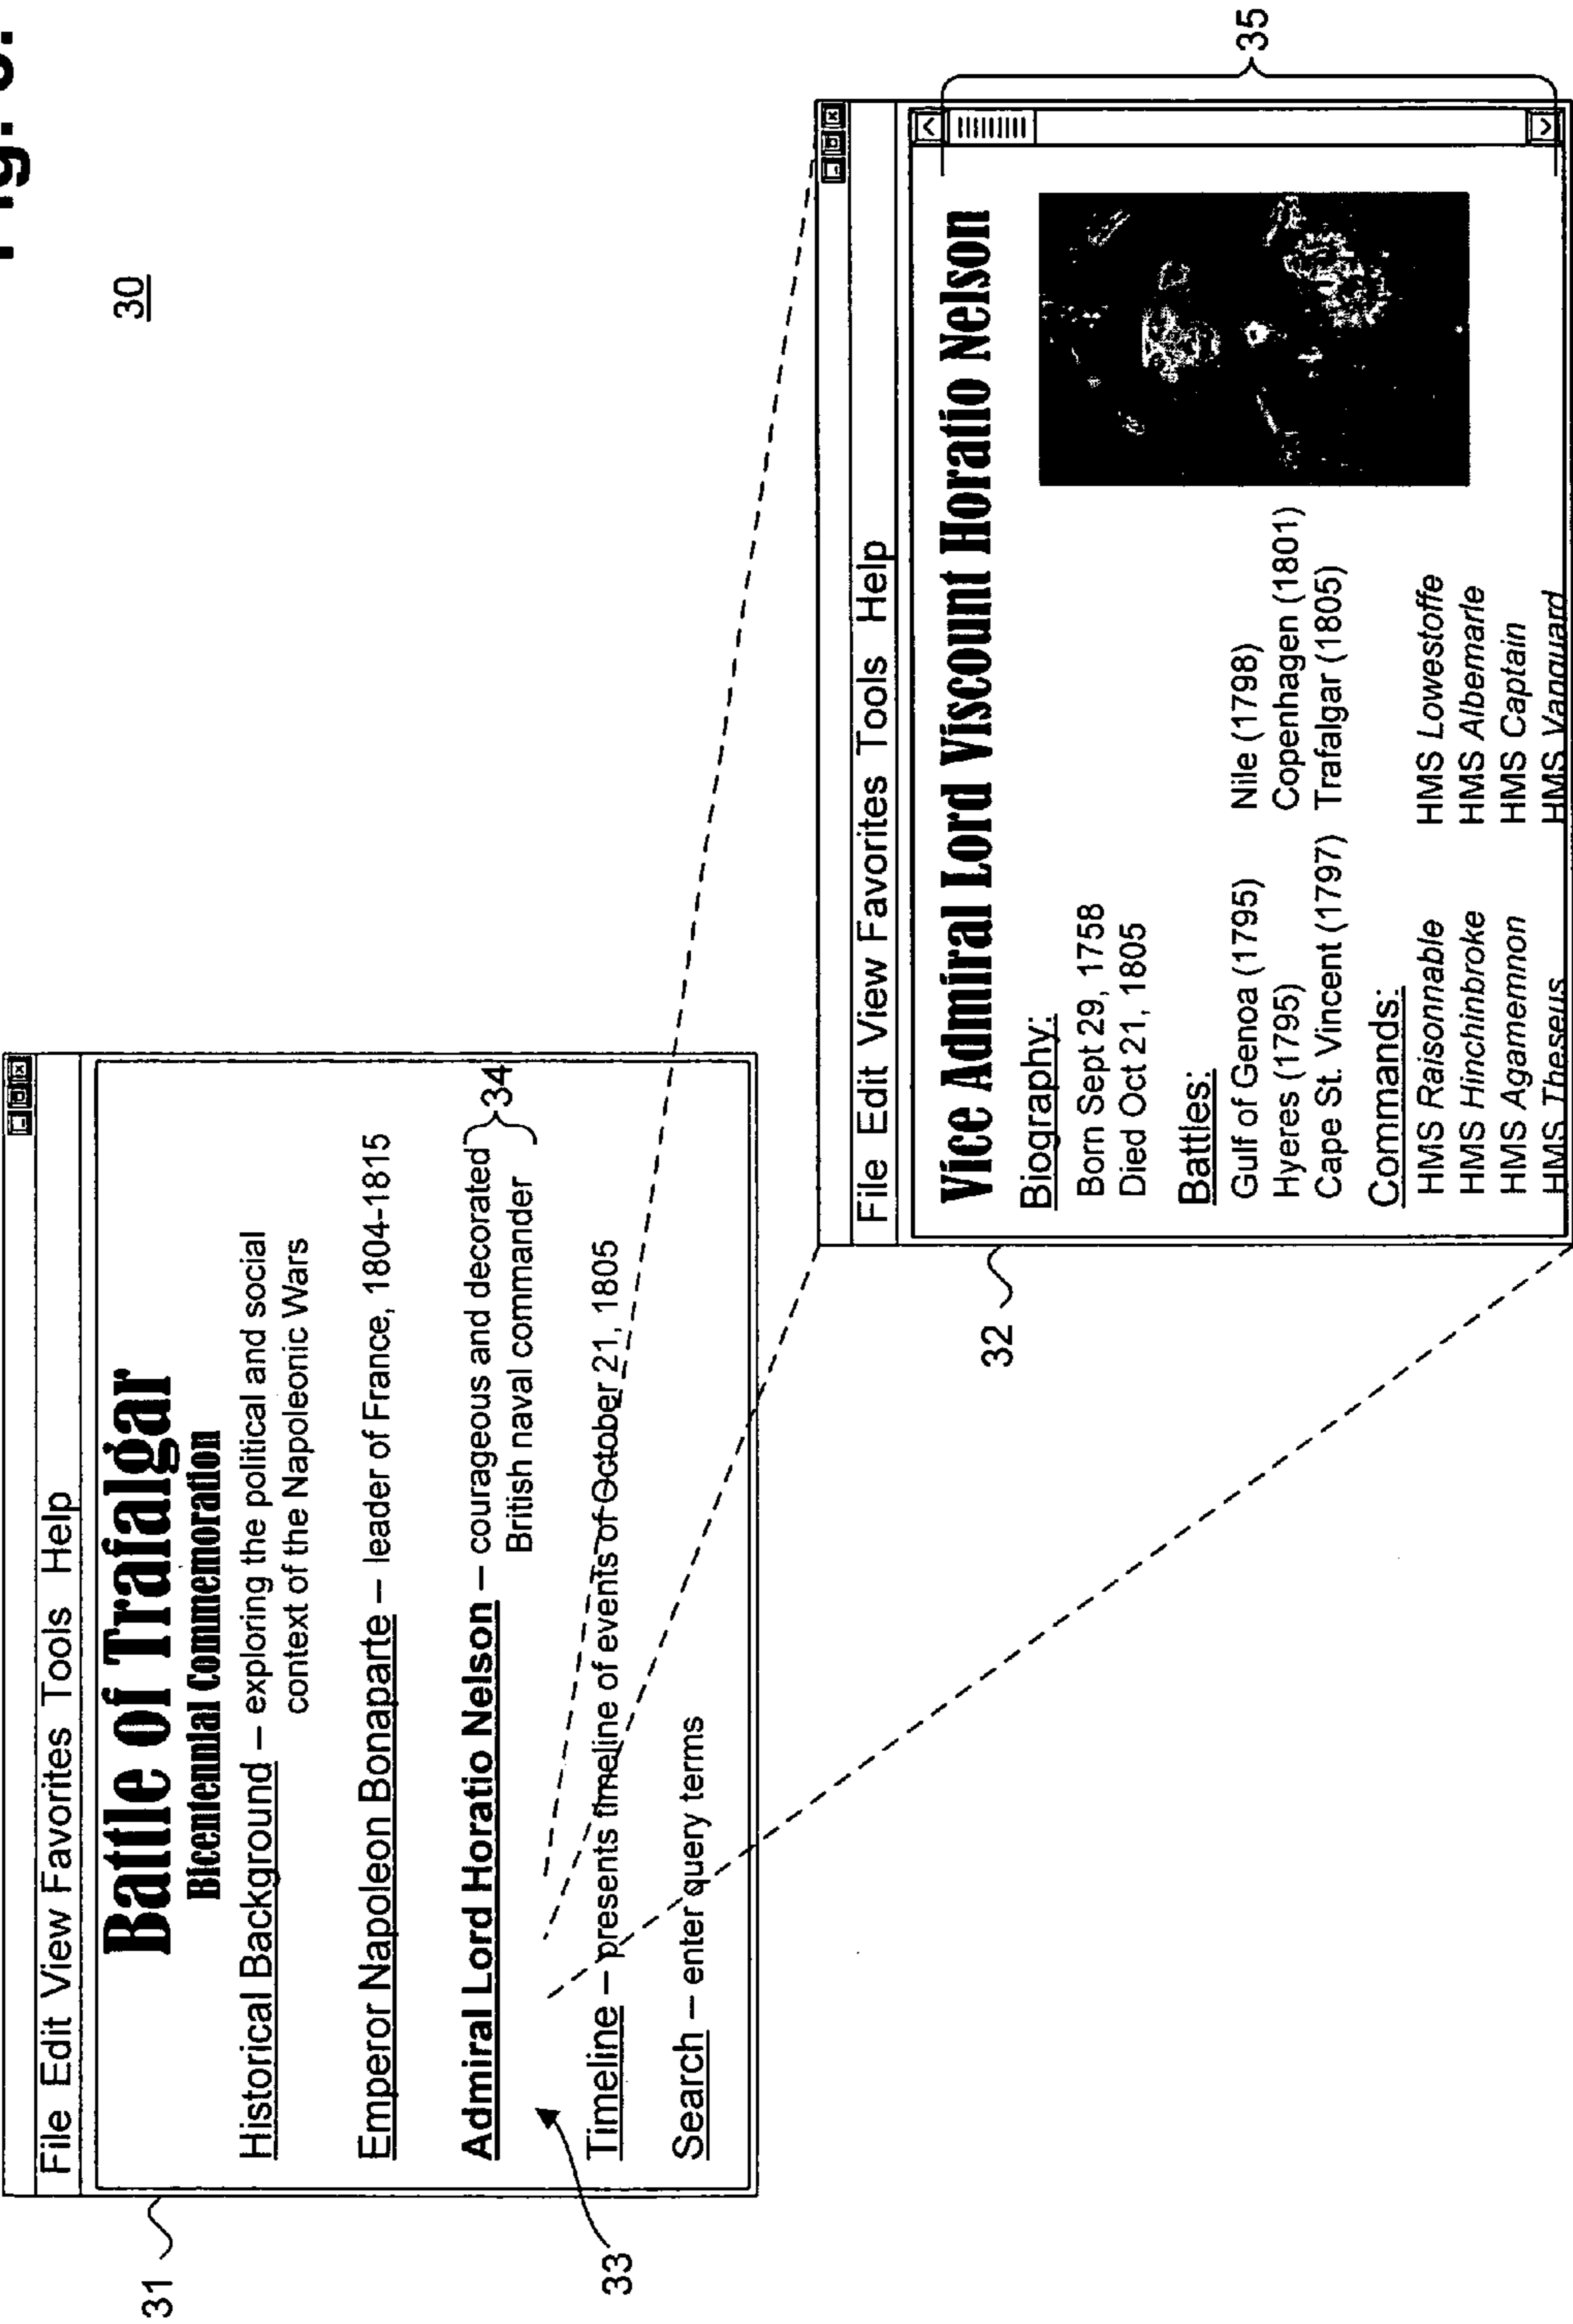 30
31
File Edit View Favorites Tools Help
Battle of Trafalgar
Bicentennial Commemoration
Historical Background – exploring the political and social
context of the Napoleonic Wars
Emperor Napoleon Bonaparte – leader of France, 1804-1815
Admiral Lord Horatio Nelson – courageous and decorated
British naval commander
34
33
Timeline – presents timeline of events of October 21, 1805
Search – enter query terms
32
File Edit View Favorites Tools Help
Vice Admiral Lord Viscount Horatio Nelson
35
Biography:
Born Sept 29, 1758
Died Oct 21, 1805
Battles:
Gulf of Genoa (1795) Nile (1798)
Hyeres (1795) Copenhagen (1801)
Cape St. Vincent (1797) Trafalgar (1805)
Commands:
HMS Raisonnable HMS Lowestoffe
HMS Hinchinbroke HMS Albemarle
HMS Agamemnon HMS Captain
HMS Theseus HMS Vanguard